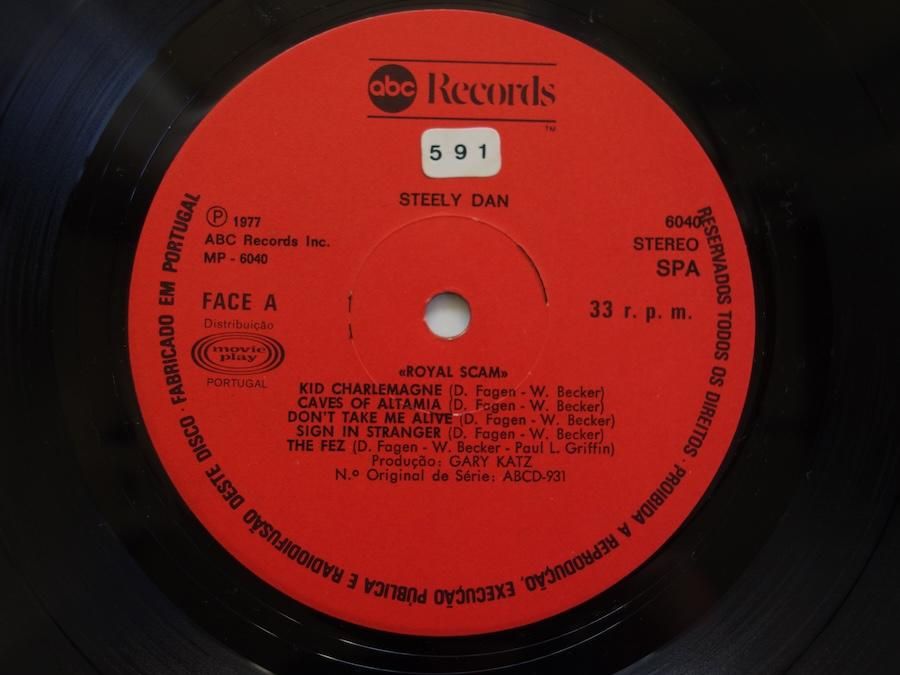 abc Records
TM
591
STEELY DAN
Ⓟ 1977
ABC Records Inc.
MP - 6040
6040
STEREO
SPA
FACE A
33 r. p. m.
Distribuição
movie play
PORTUGAL
«ROYAL SCAM»
KID CHARLEMAGNE (D. Fagen - W. Becker)
CAVES OF ALTAMIA (D. Fagen - W. Becker)
DON'T TAKE ME ALIVE (D. Fagen - W. Becker)
SIGN IN STRANGER (D. Fagen - W. Becker)
THE FEZ (D. Fagen - W. Becker - Paul L. Griffin)
Produção: GARY KATZ
N.º Original de Série: ABCD-931
RESERVADOS TODOS OS DIREITOS · PROIBIDA A REPRODUÇÃO, EXECUÇÃO PÚBLICA E RADIODIFUSÃO DESTE DISCO · FABRICADO EM PORTUGAL